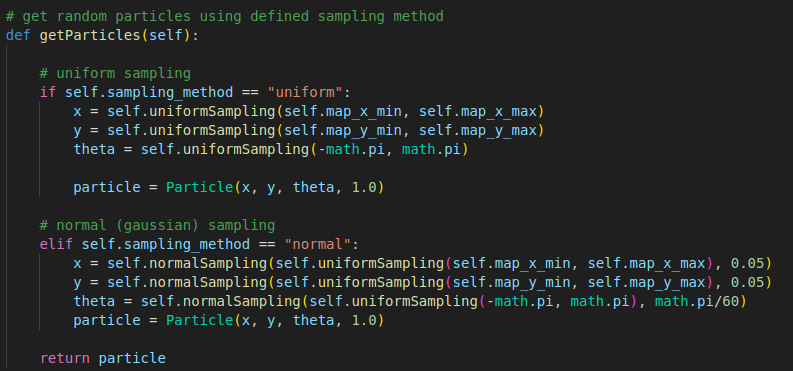 # get random particles using defined sampling method
def getParticles(self):
    # uniform sampling
    if self.sampling_method == "uniform":
        x = self.uniformSampling(self.map_x_min, self.map_x_max)
        y = self.uniformSampling(self.map_y_min, self.map_y_max)
        theta = self.uniformSampling(-math.pi, math.pi)
        particle = Particle(x, y, theta, 1.0)
    # normal (gaussian) sampling
    elif self.sampling_method == "normal":
        x = self.normalSampling(self.uniformSampling(self.map_x_min, self.map_x_max), 0.05)
        y = self.normalSampling(self.uniformSampling(self.map_y_min, self.map_y_max), 0.05)
        theta = self.normalSampling(self.uniformSampling(-math.pi, math.pi), math.pi/60)
        particle = Particle(x, y, theta, 1.0)
    return particle